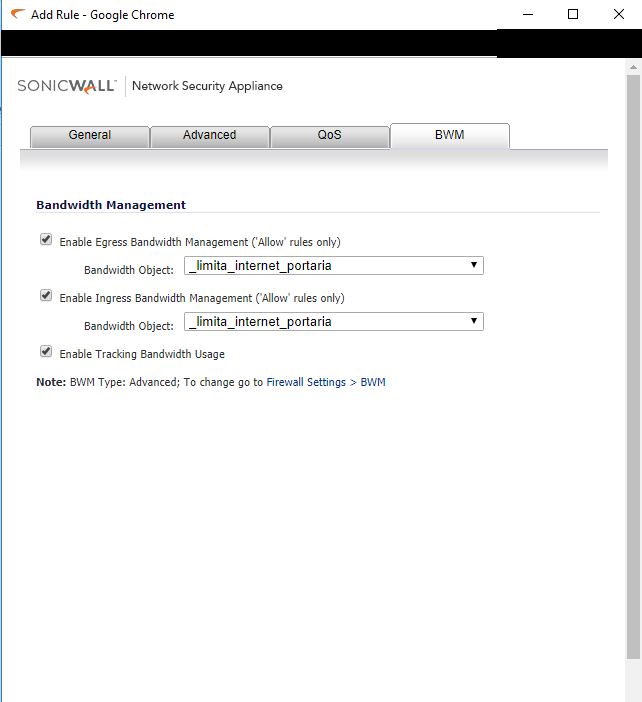 Add Rule - Google Chrome
SONICWALL™ Network Security Appliance
General Advanced QoS BWM
Bandwidth Management
Enable Egress Bandwidth Management ('Allow' rules only)
Bandwidth Object: _limita_internet_portaria
Enable Ingress Bandwidth Management ('Allow' rules only)
Bandwidth Object: _limita_internet_portaria
Enable Tracking Bandwidth Usage
Note: BWM Type: Advanced; To change go to Firewall Settings > BWM